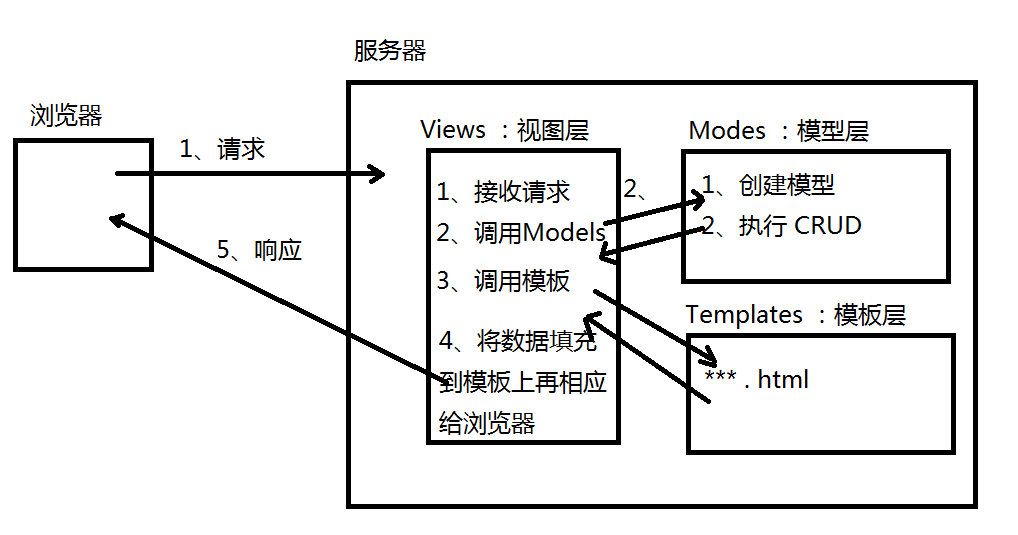 服务器
浏览器
1、请求
5、响应
Views ：视图层
1、接收请求
2、调用Models
3、调用模板
4、将数据填充
到模板上再相应
给浏览器
2、
Modes ：模型层
1、创建模型
2、执行 CRUD
Templates ：模板层
*** . html